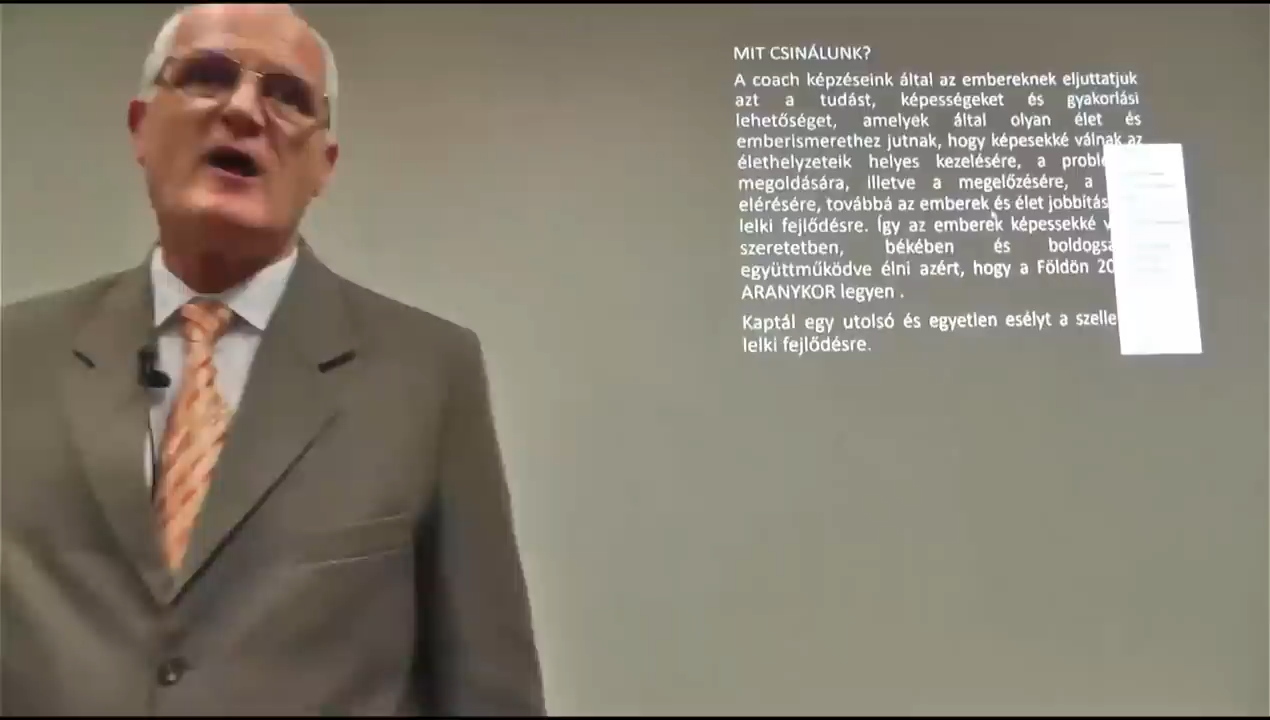 MIT CSINÁLUNK?
A coach képzéseink által az embereknek eljuttatjuk
azt a tudást, képességeket és gyakorlási
lehetőséget, amelyek által olyan élet és
emberismerethez jutnak, hogy képesekké válnak az
élethelyzeteik helyes kezelésére, a
megoldására, illetve a megelőzésére, a
elérésére, továbbá az emberek és élet
lelki fejlődésre. Így az emberek képessekké
szeretetben, békében és
együttműködve élni azért, hogy a Földön
ARANYKOR legyen .
Kaptál egy utolsó és egyetlen esélyt a
lelki fejlődésre.